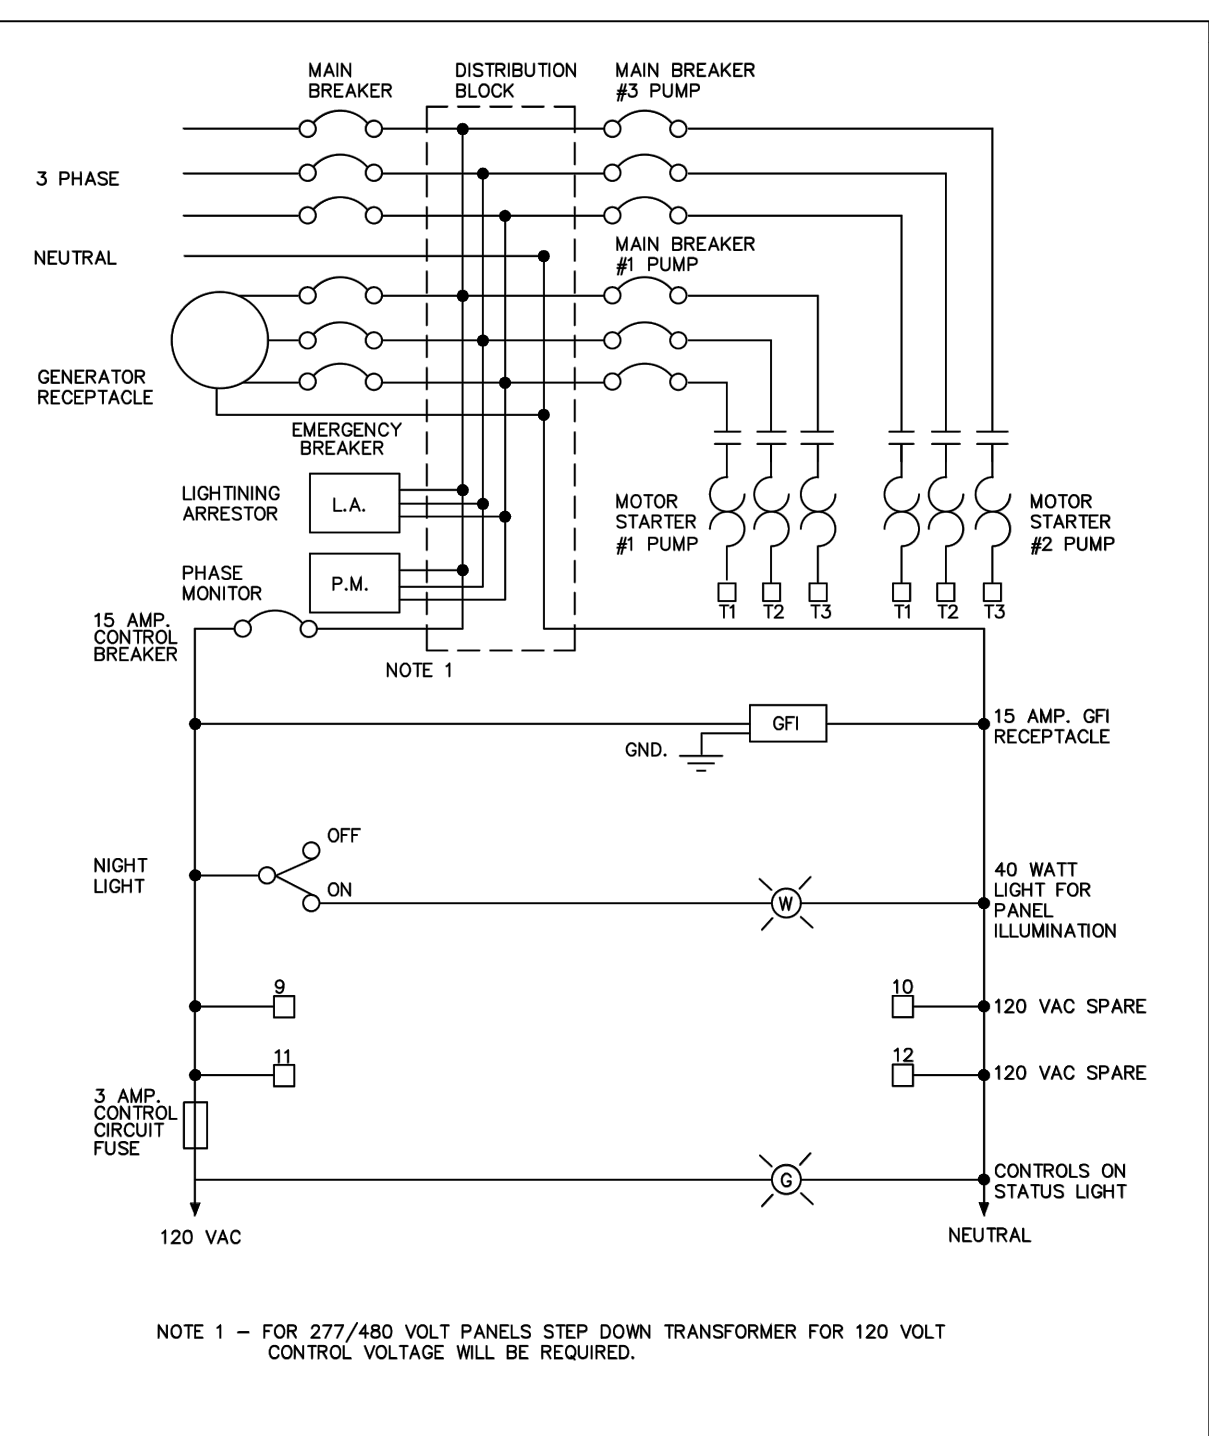 MAIN
BREAKER
DISTRIBUTION
BLOCK
MAIN BREAKER
#3 PUMP
3 PHASE
NEUTRAL
MAIN BREAKER
#1 PUMP
GENERATOR
RECEPTACLE
EMERGENCY
BREAKER
LIGHTINING
ARRESTOR
L.A.
MOTOR
STARTER
#1 PUMP
MOTOR
STARTER
#2 PUMP
PHASE
MONITOR
P.M.
T1 T2 T3 T1 T2 T3
15 AMP.
CONTROL
BREAKER
NOTE 1
GFI
15 AMP. GFI
RECEPTACLE
GND.
OFF
NIGHT
LIGHT
ON
W
40 WATT
LIGHT FOR
PANEL
ILLUMINATION
9
10
120 VAC SPARE
11
12
120 VAC SPARE
3 AMP.
CONTROL
CIRCUIT
FUSE
G
CONTROLS ON
STATUS LIGHT
120 VAC
NEUTRAL
NOTE 1 – FOR 277/480 VOLT PANELS STEP DOWN TRANSFORMER FOR 120 VOLT
CONTROL VOLTAGE WILL BE REQUIRED.